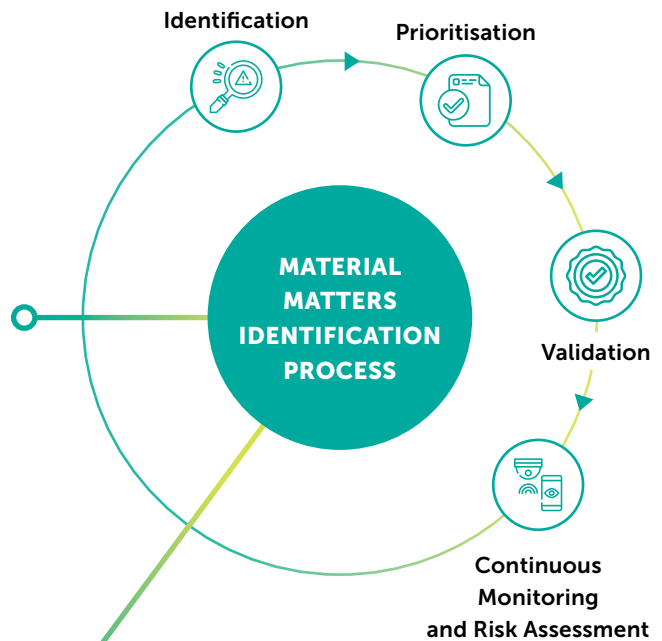 Identification
Prioritisation
MATERIAL
MATTERS
IDENTIFICATION
PROCESS
Validation
Continuous
Monitoring
and Risk Assessment